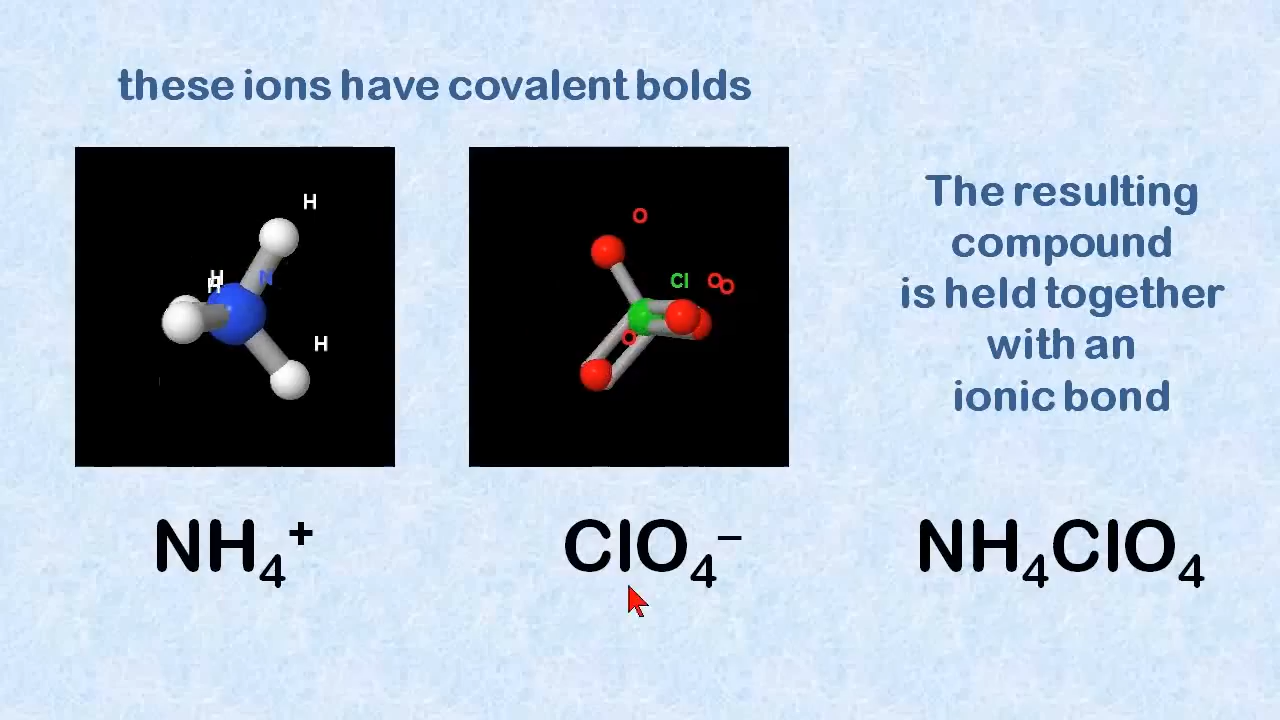 these ions have covalent bolds
H
H
H
N
H
O
Cl
O
O
O
The resulting
compound
is held together
with an
ionic bond
NH₄⁺
ClO₄⁻
NH₄ClO₄